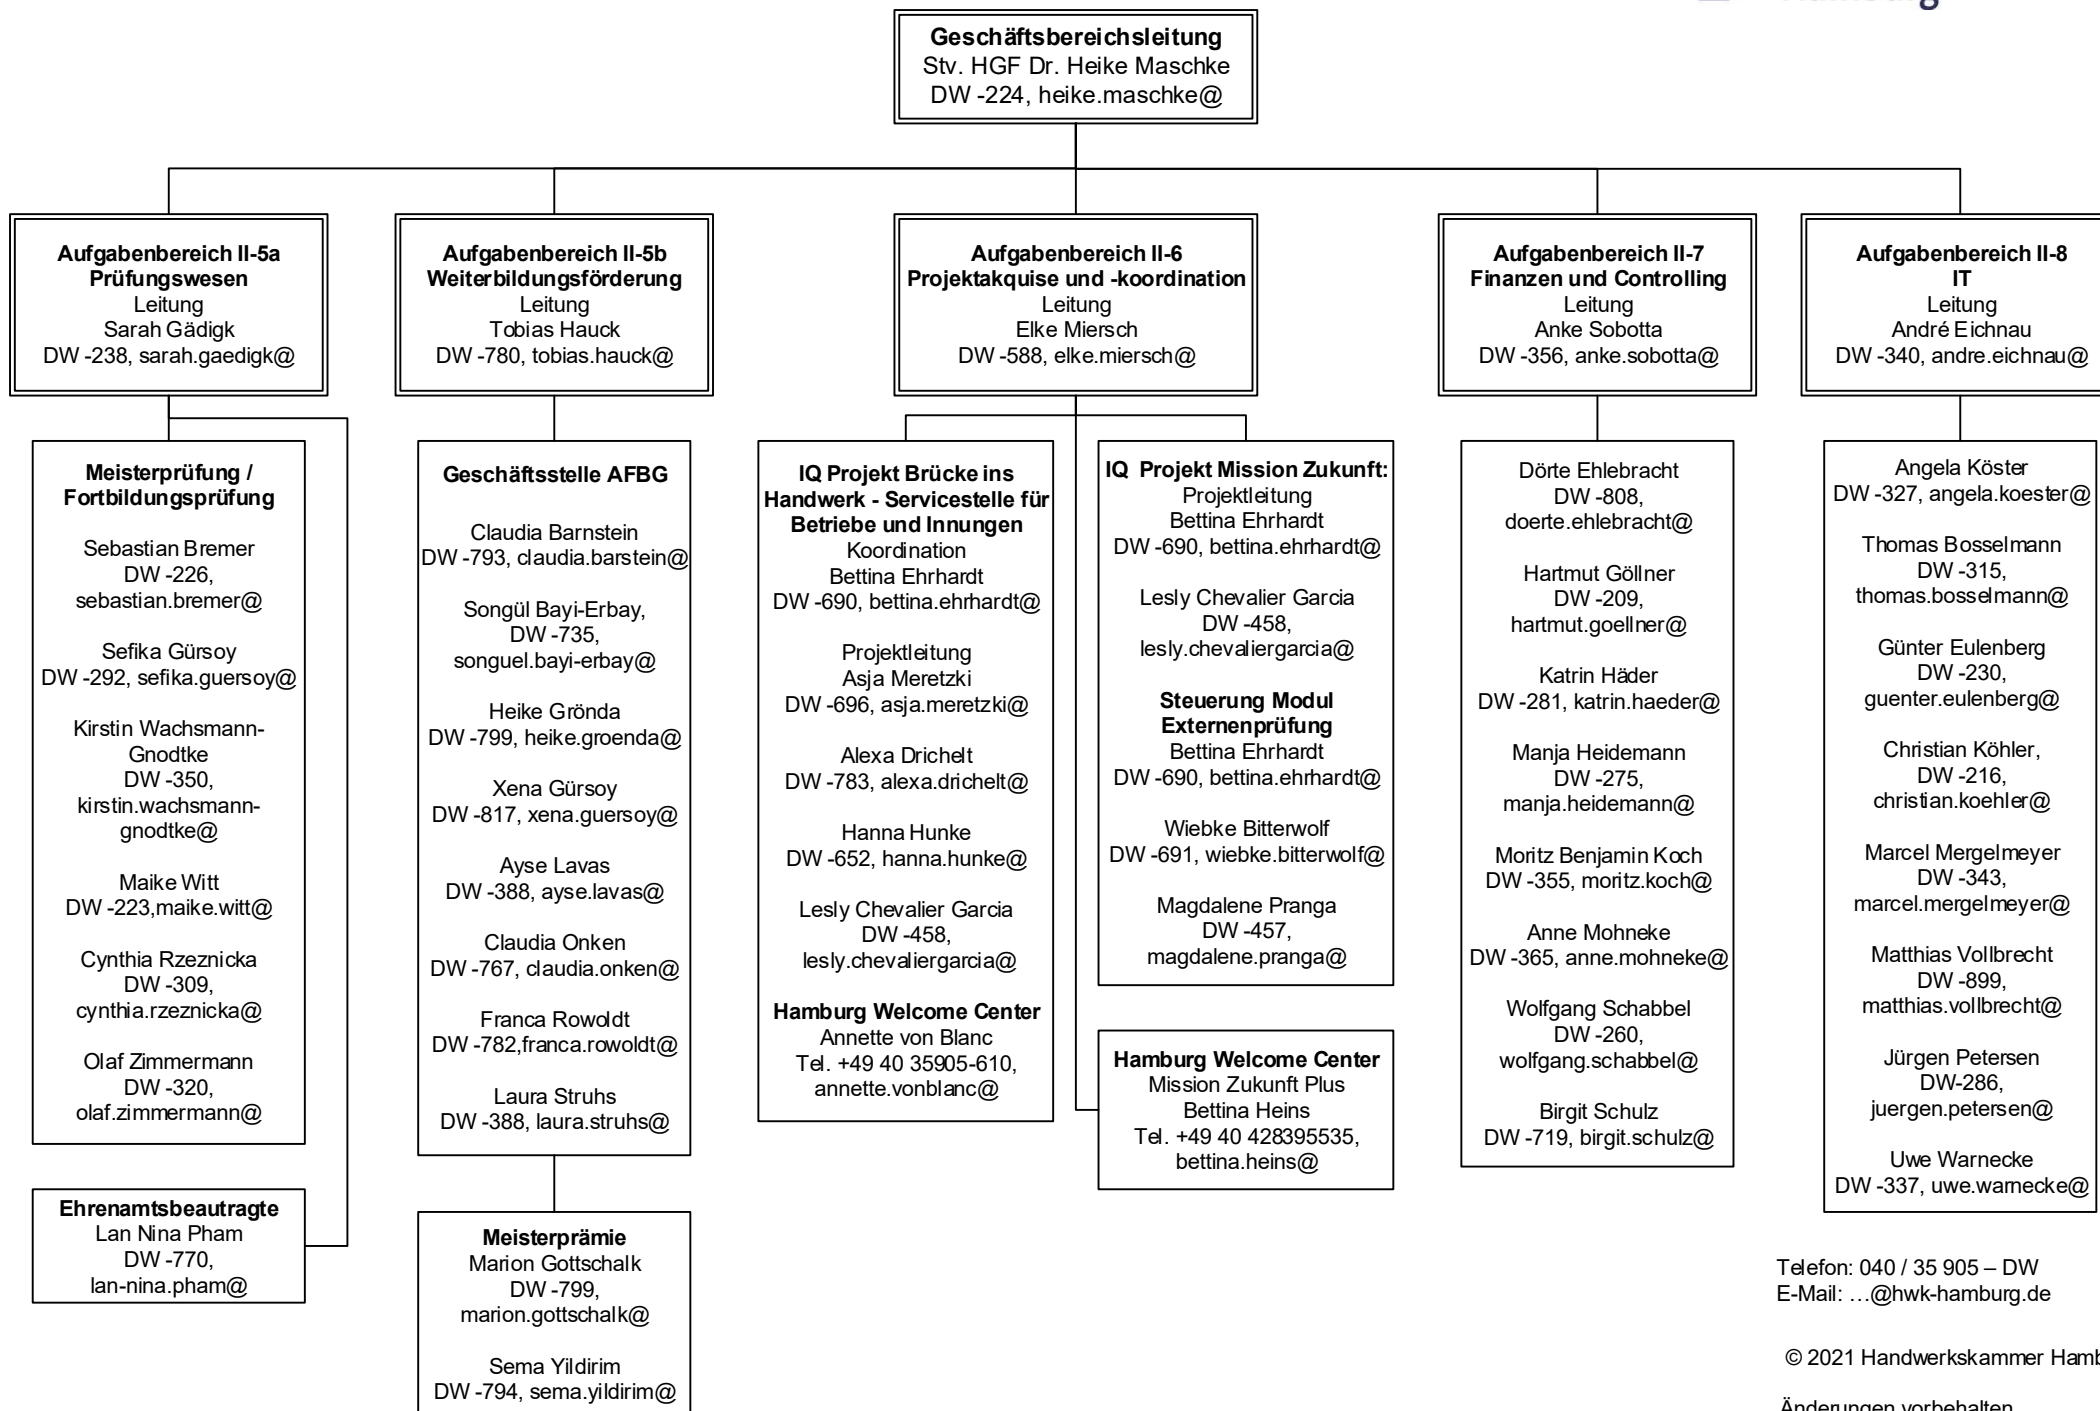 Geschäftsbereichsleitung
Stv. HGF Dr. Heike Maschke
DW -224, heike.maschke@
Aufgabenbereich II-5a
Prüfungswesen
Leitung
Sarah Gädigk
DW -238, sarah.gaedigk@
Aufgabenbereich II-5b
Weiterbildungsförderung
Leitung
Tobias Hauck
DW -780, tobias.hauck@
Aufgabenbereich II-6
Projektakquise und -koordination
Leitung
Elke Miersch
DW -588, elke.miersch@
Aufgabenbereich II-7
Finanzen und Controlling
Leitung
Anke Sobotta
DW -356, anke.sobotta@
Aufgabenbereich II-8
IT
Leitung
André Eichnau
DW -340, andre.eichnau@
Meisterprüfung /
Fortbildungsprüfung
Sebastian Bremer
DW -226,
sebastian.bremer@
Sefika Gürsoy
DW -292, sefika.guersoy@
Kirstin Wachsmann-
Gnodtke
DW -350,
kirstin.wachsmann-
gnodtke@
Maike Witt
DW -223,maike.witt@
Cynthia Rzeznicka
DW -309,
cynthia.rzeznicka@
Olaf Zimmermann
DW -320,
olaf.zimmermann@
Ehrenamtsbeautragte
Lan Nina Pham
DW -770,
lan-nina.pham@
Geschäftsstelle AFBG
Claudia Barnstein
DW -793, claudia.barstein@
Songül Bayi-Erbay,
DW -735,
songuel.bayi-erbay@
Heike Grönda
DW -799, heike.groenda@
Xena Gürsoy
DW -817, xena.guersoy@
Ayse Lavas
DW -388, ayse.lavas@
Claudia Onken
DW -767, claudia.onken@
Franca Rowoldt
DW -782,franca.rowoldt@
Laura Struhs
DW -388, laura.struhs@
Meisterprämie
Marion Gottschalk
DW -799,
marion.gottschalk@
Sema Yildirim
DW -794, sema.yildirim@
IQ Projekt Brücke ins
Handwerk - Servicestelle für
Betriebe und Innungen
Koordination
Bettina Ehrhardt
DW -690, bettina.ehrhardt@
Projektleitung
Asja Meretzki
DW -696, asja.meretzki@
Alexa Drichelt
DW -783, alexa.drichelt@
Hanna Hunke
DW -652, hanna.hunke@
Lesly Chevalier Garcia
DW -458,
lesly.chevaliergarcia@
Hamburg Welcome Center
Annette von Blanc
Tel. +49 40 35905-610,
annette.vonblanc@
IQ Projekt Mission Zukunft:
Projektleitung
Bettina Ehrhardt
DW -690, bettina.ehrhardt@
Lesly Chevalier Garcia
DW -458,
lesly.chevaliergarcia@
Steuerung Modul
Externenprüfung
Bettina Ehrhardt
DW -690, bettina.ehrhardt@
Wiebke Bitterwolf
DW -691, wiebke.bitterwolf@
Magdalene Pranga
DW -457,
magdalene.pranga@
Hamburg Welcome Center
Mission Zukunft Plus
Bettina Heins
Tel. +49 40 428395535,
bettina.heins@
Dörte Ehlebracht
DW -808,
doerte.ehlebracht@
Hartmut Göllner
DW -209,
hartmut.goellner@
Katrin Häder
DW -281, katrin.haeder@
Manja Heidemann
DW -275,
manja.heidemann@
Moritz Benjamin Koch
DW -355, moritz.koch@
Anne Mohneke
DW -365, anne.mohneke@
Wolfgang Schabbel
DW -260,
wolfgang.schabbel@
Birgit Schulz
DW -719, birgit.schulz@
Angela Köster
DW -327, angela.koester@
Thomas Bosselmann
DW -315,
thomas.bosselmann@
Günter Eulenberg
DW -230,
guenter.eulenberg@
Christian Köhler,
DW -216,
christian.koehler@
Marcel Mergelmeyer
DW -343,
marcel.mergelmeyer@
Matthias Vollbrecht
DW -899,
matthias.vollbrecht@
Jürgen Petersen
DW-286,
juergen.petersen@
Uwe Warnecke
DW -337, uwe.warnecke@
Telefon: 040 / 35 905 – DW
E-Mail: …@hwk-hamburg.de
© 2021 Handwerkskammer Hamb
Änderungen vorbehalten